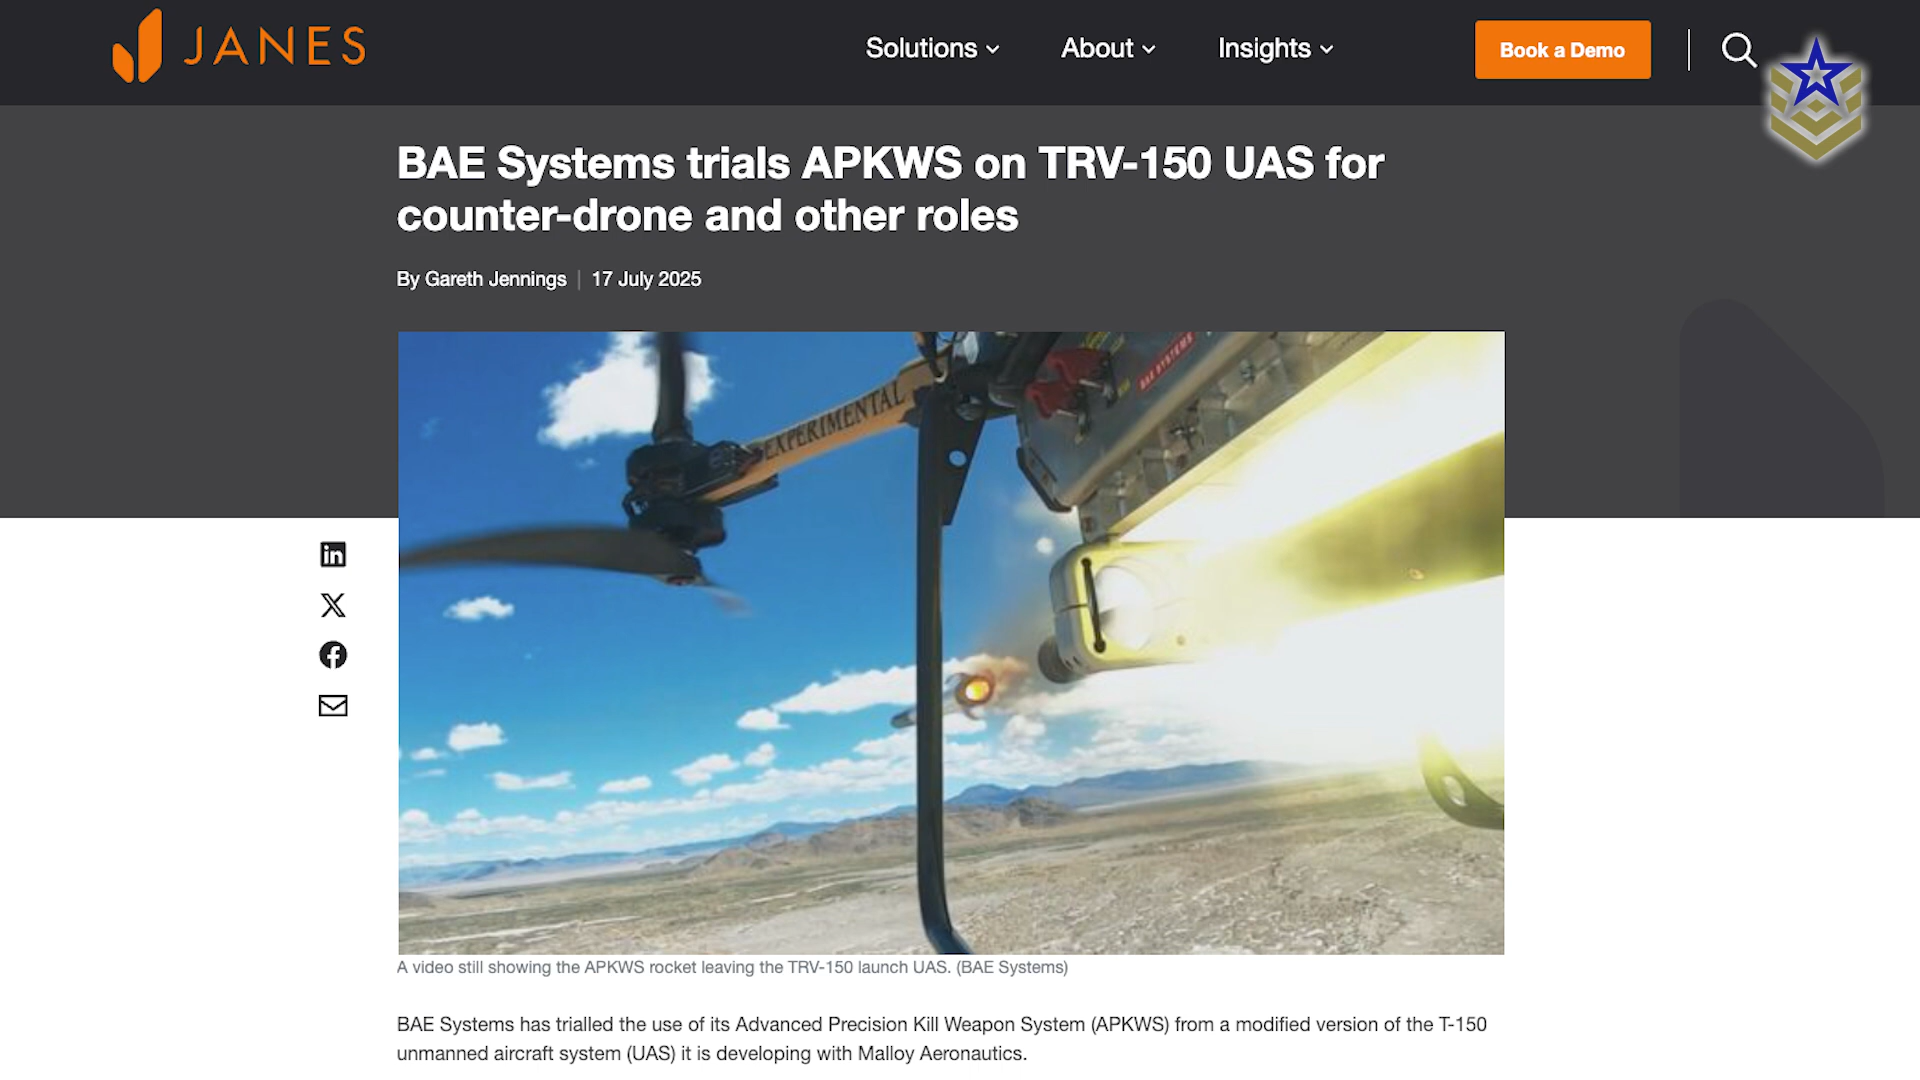 JANES
Solutions
About
Insights
Book a Demo
BAE Systems trials APKWS on TRV-150 UAS for
counter-drone and other roles
By Gareth Jennings | 17 July 2025
EXPERIMENTAL
BAE SYSTEMS
A video still showing the APKWS rocket leaving the TRV-150 launch UAS. (BAE Systems)
BAE Systems has trialled the use of its Advanced Precision Kill Weapon System (APKWS) from a modified version of the T-150
unmanned aircraft system (UAS) it is developing with Malloy Aeronautics.